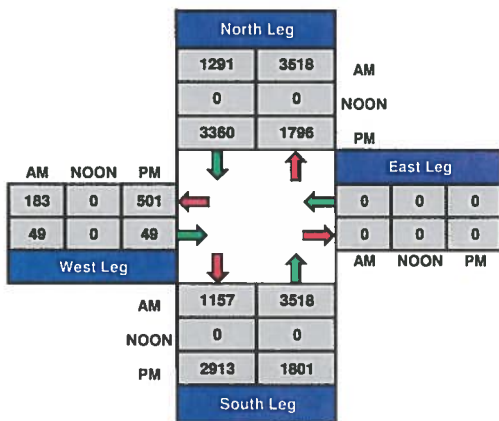 North Leg
1291 3518 AM
0 0 NOON
3360 1796 PM
AM NOON PM
East Leg
183 0 501
0 0 0
49 0 49
0 0 0
West Leg
AM NOON PM
AM 1157 3518
NOON 0 0
PM 2913 1801
South Leg